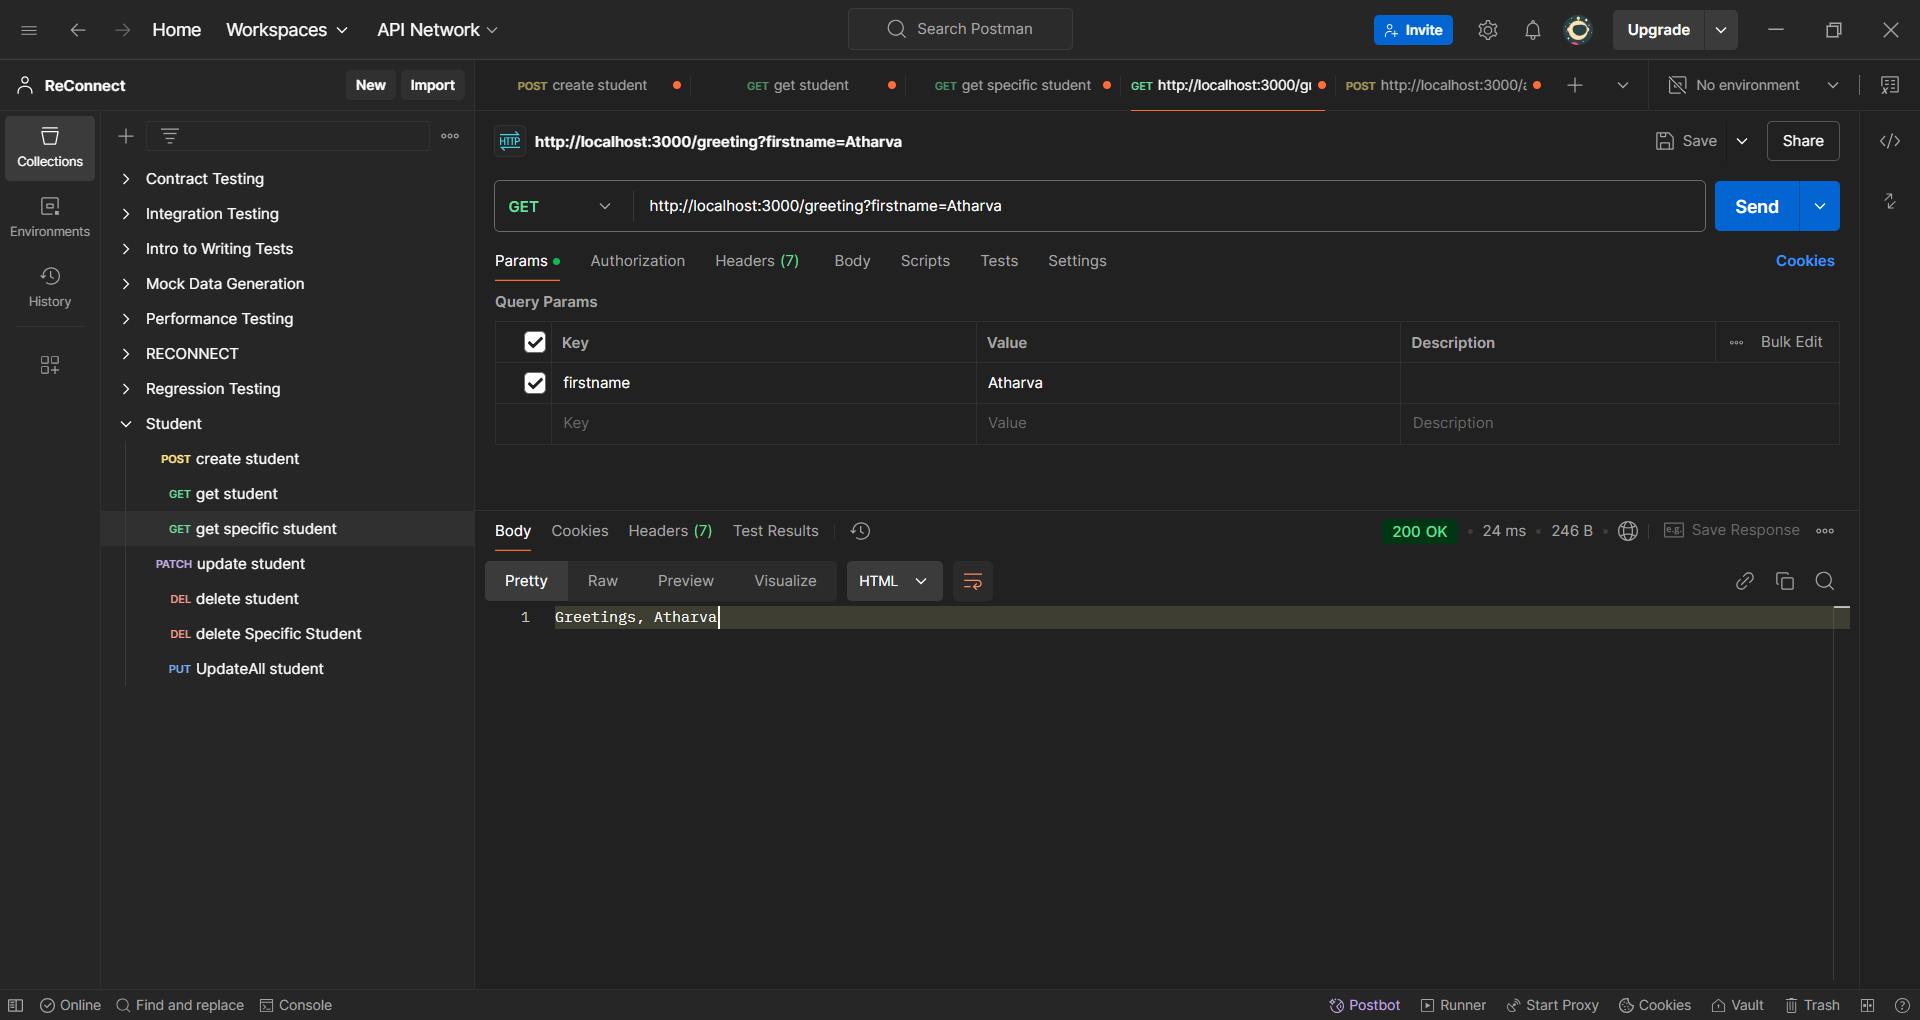 Home Workspaces API Network Search Postman Invite Upgrade
ReConnect New Import
POST create student GET get student GET get specific student GET http://localhost:3000/gr POST http://localhost:3000/ No environment
Collections
Environments
History
Contract Testing
Integration Testing
Intro to Writing Tests
Mock Data Generation
Performance Testing
RECONNECT
Regression Testing
Student
POST create student
GET get student
GET get specific student
PATCH update student
DEL delete student
DEL delete Specific Student
PUT UpdateAll student
HTTP http://localhost:3000/greeting?firstname=Atharva Save Share
GET http://localhost:3000/greeting?firstname=Atharva Send
Params Authorization Headers (7) Body Scripts Tests Settings Cookies
Query Params
Key Value Description Bulk Edit
firstname Atharva
Key Value Description
Body Cookies Headers (7) Test Results 200 OK 24 ms 246 B e.g. Save Response
Pretty Raw Preview Visualize HTML
1 Greetings, Atharva
Online Find and replace Console Postbot Runner Start Proxy Cookies Vault Trash